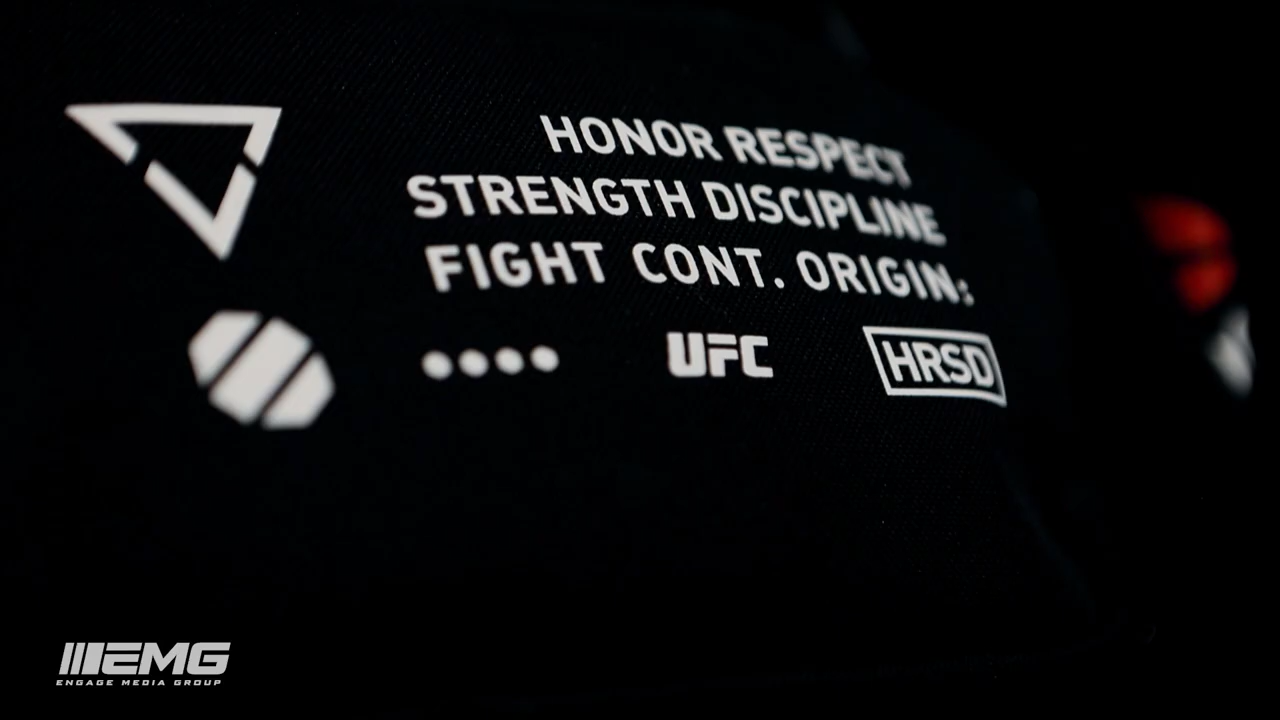 HONOR RESPECT
STRENGTH DISCIPLINE
FIGHT CONT. ORIGIN:
UFC
HRSD
EMG
ENGAGE MEDIA GROUP